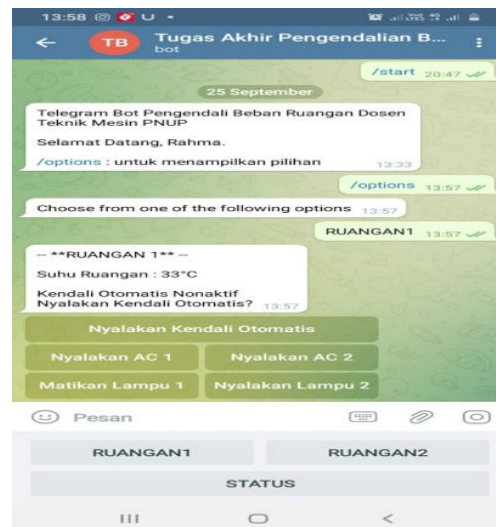 13:58
TB
Tugas Akhir Pengendalian B...
bot
/start 20:47
25 September
Telegram Bot Pengendali Beban Ruangan Dosen
Teknik Mesin PNUP
Selamat Datang, Rahma.
/options : untuk menampilkan pilihan 13:33
/options 13:57
Choose from one of the following options 13:57
RUANGAN1 13:57
-- **RUANGAN 1** --
Suhu Ruangan : 33°C
Kendali Otomatis Nonaktif
Nyalakan Kendali Otomatis? 13:57
Nyalakan Kendali Otomatis
Nyalakan AC 1 Nyalakan AC 2
Matikan Lampu 1 Nyalakan Lampu 2
Pesan
RUANGAN1 RUANGAN2
STATUS